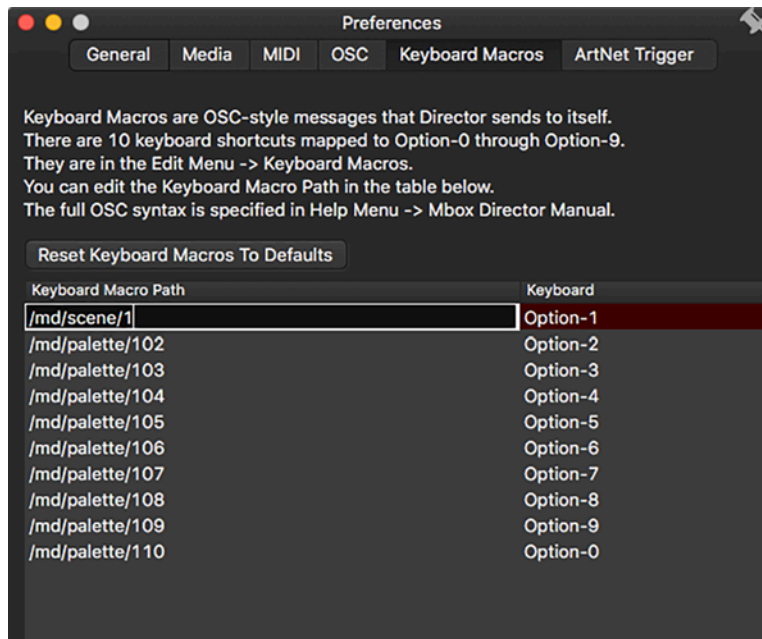 Preferences
General Media MIDI OSC Keyboard Macros ArtNet Trigger
Keyboard Macros are OSC-style messages that Director sends to itself.
There are 10 keyboard shortcuts mapped to Option-0 through Option-9.
They are in the Edit Menu -> Keyboard Macros.
You can edit the Keyboard Macro Path in the table below.
The full OSC syntax is specified in Help Menu -> Mbox Director Manual.
Reset Keyboard Macros To Defaults
Keyboard Macro Path Keyboard
/md/scene/1 Option-1
/md/palette/102 Option-2
/md/palette/103 Option-3
/md/palette/104 Option-4
/md/palette/105 Option-5
/md/palette/106 Option-6
/md/palette/107 Option-7
/md/palette/108 Option-8
/md/palette/109 Option-9
/md/palette/110 Option-0